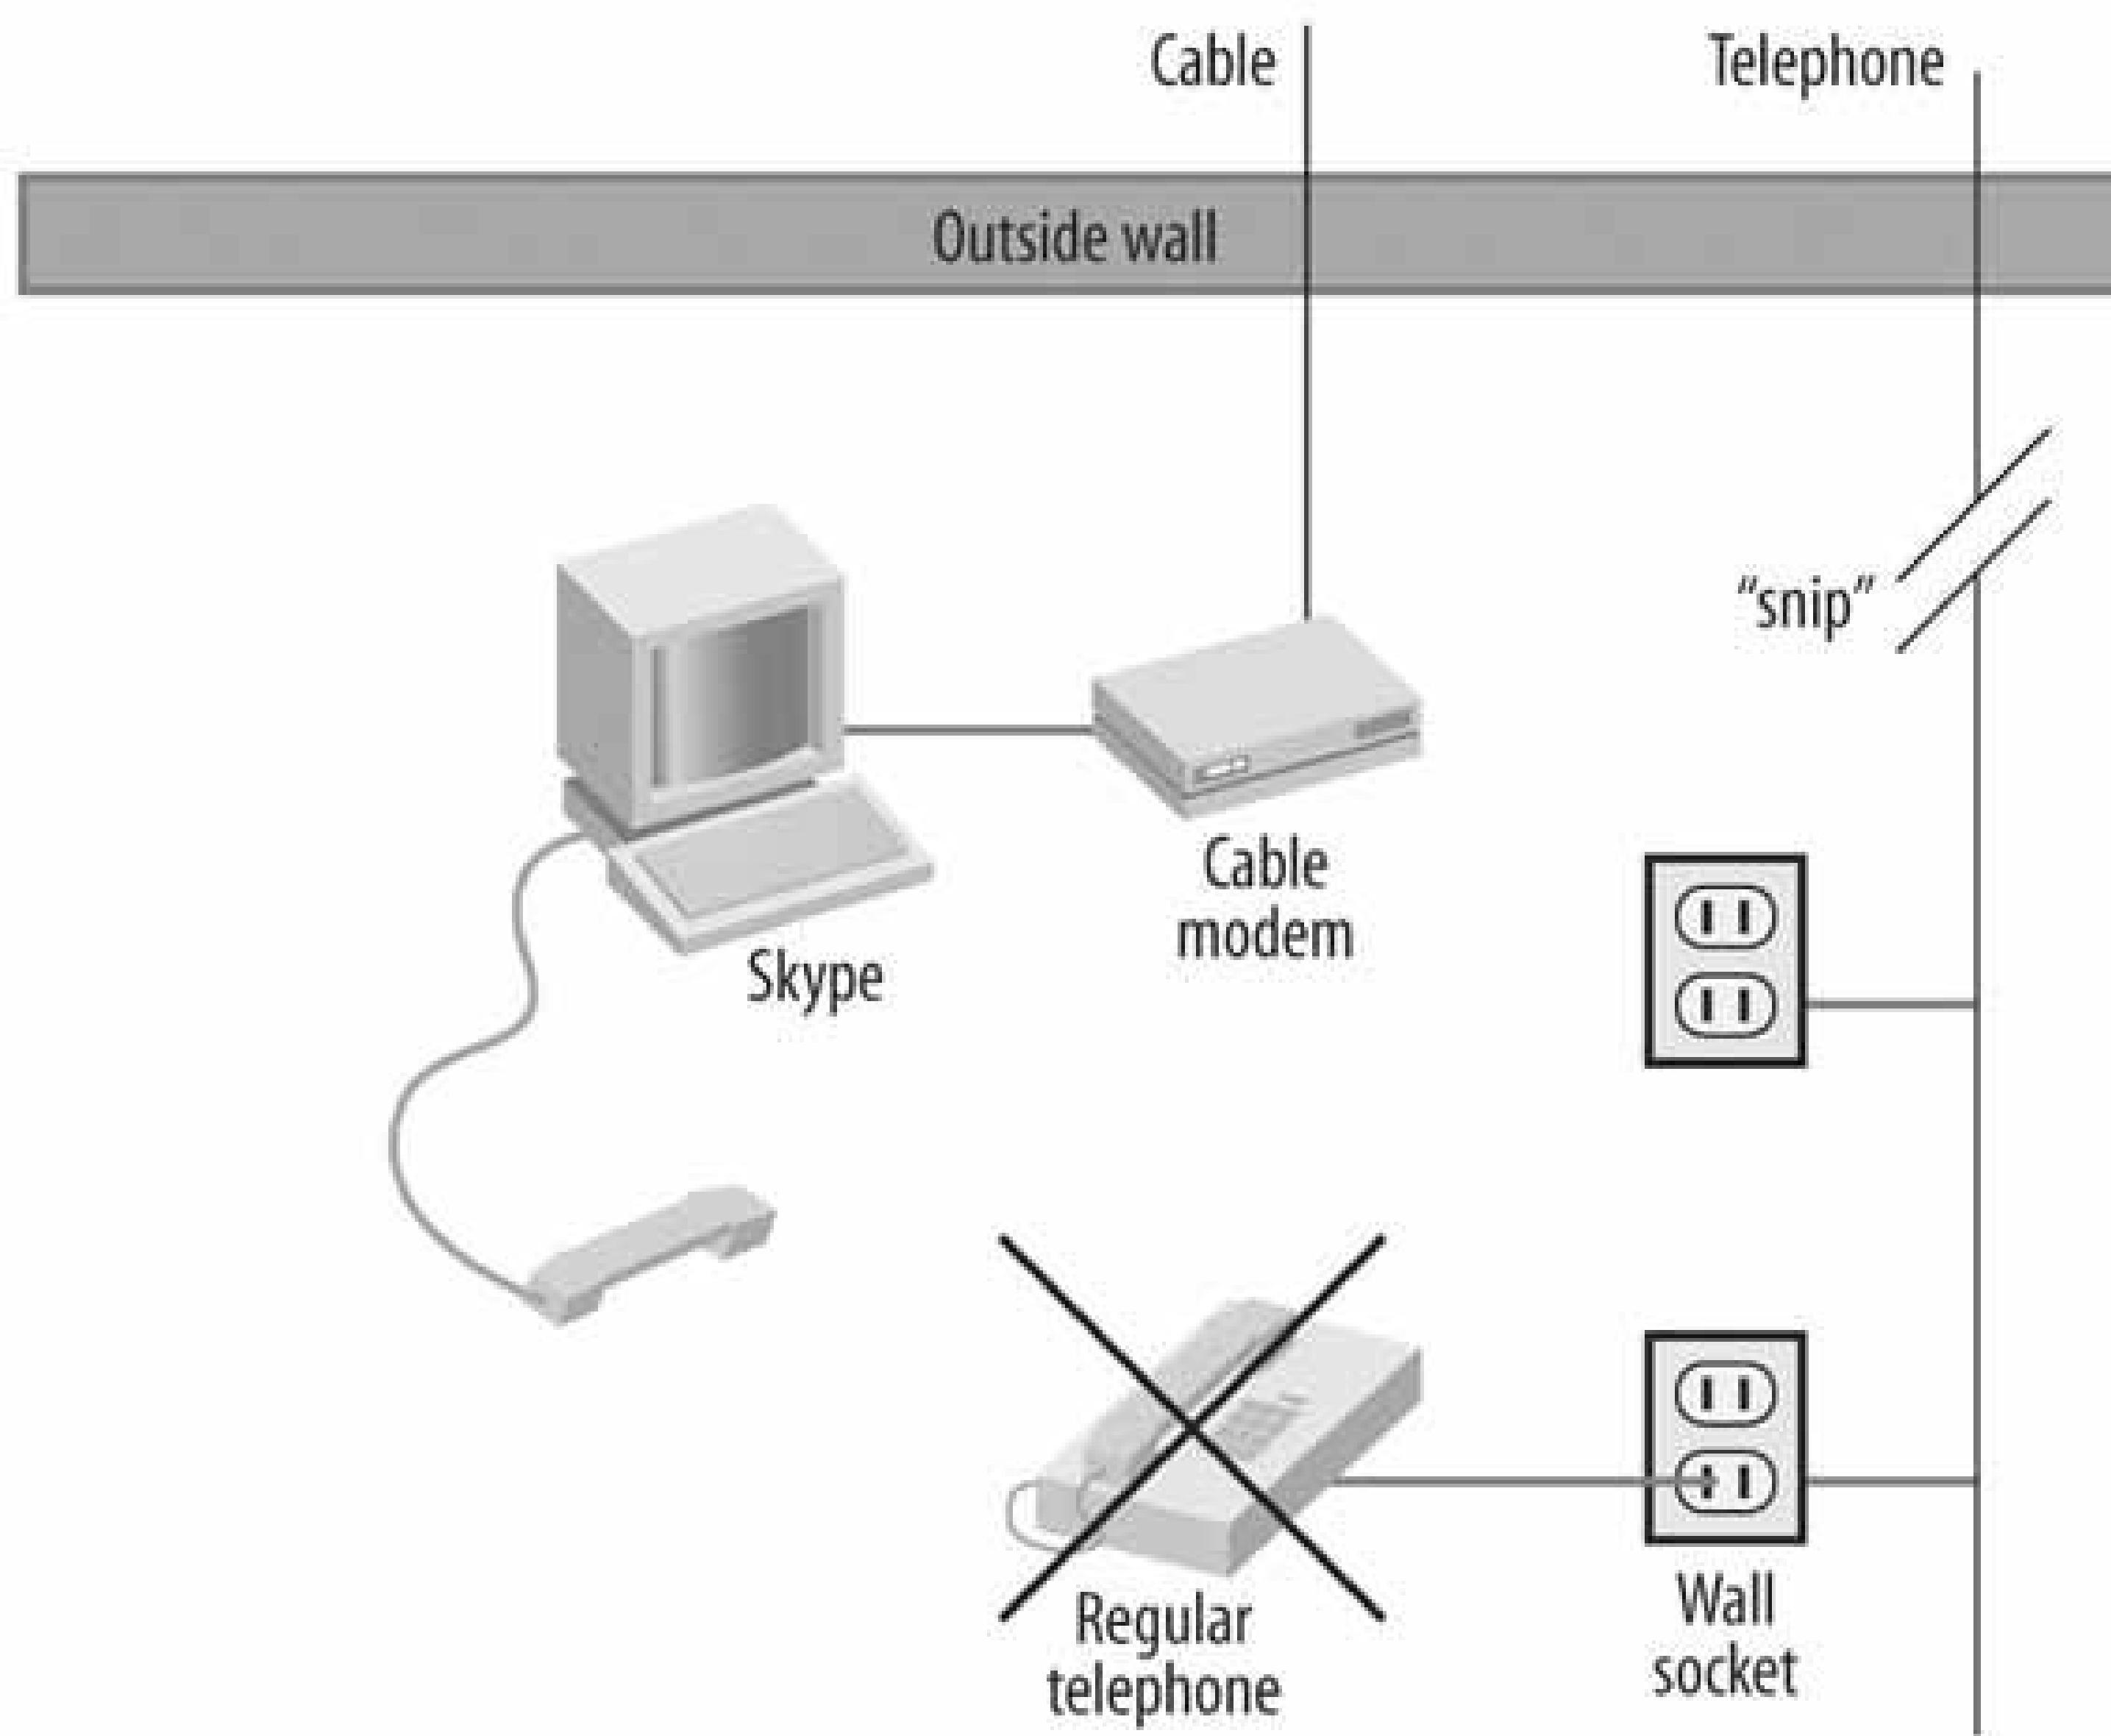 Cable
Telephone
Outside wall
“snip”
Cable
modem
Skype
Regular
telephone
Wall
socket